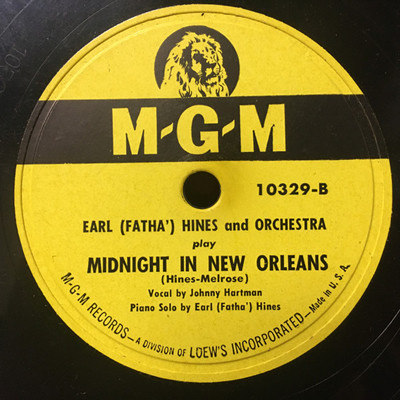 M-G-M
10329-B
EARL (FATHA') HINES and ORCHESTRA
play
MIDNIGHT IN NEW ORLEANS
(Hines-Melrose)
Vocal by Johnny Hartman
Piano Solo by Earl (Fatha') Hines
M-G-M RECORDS—A DIVISION OF LOEW'S INCORPORATED—Made in U. S. A.